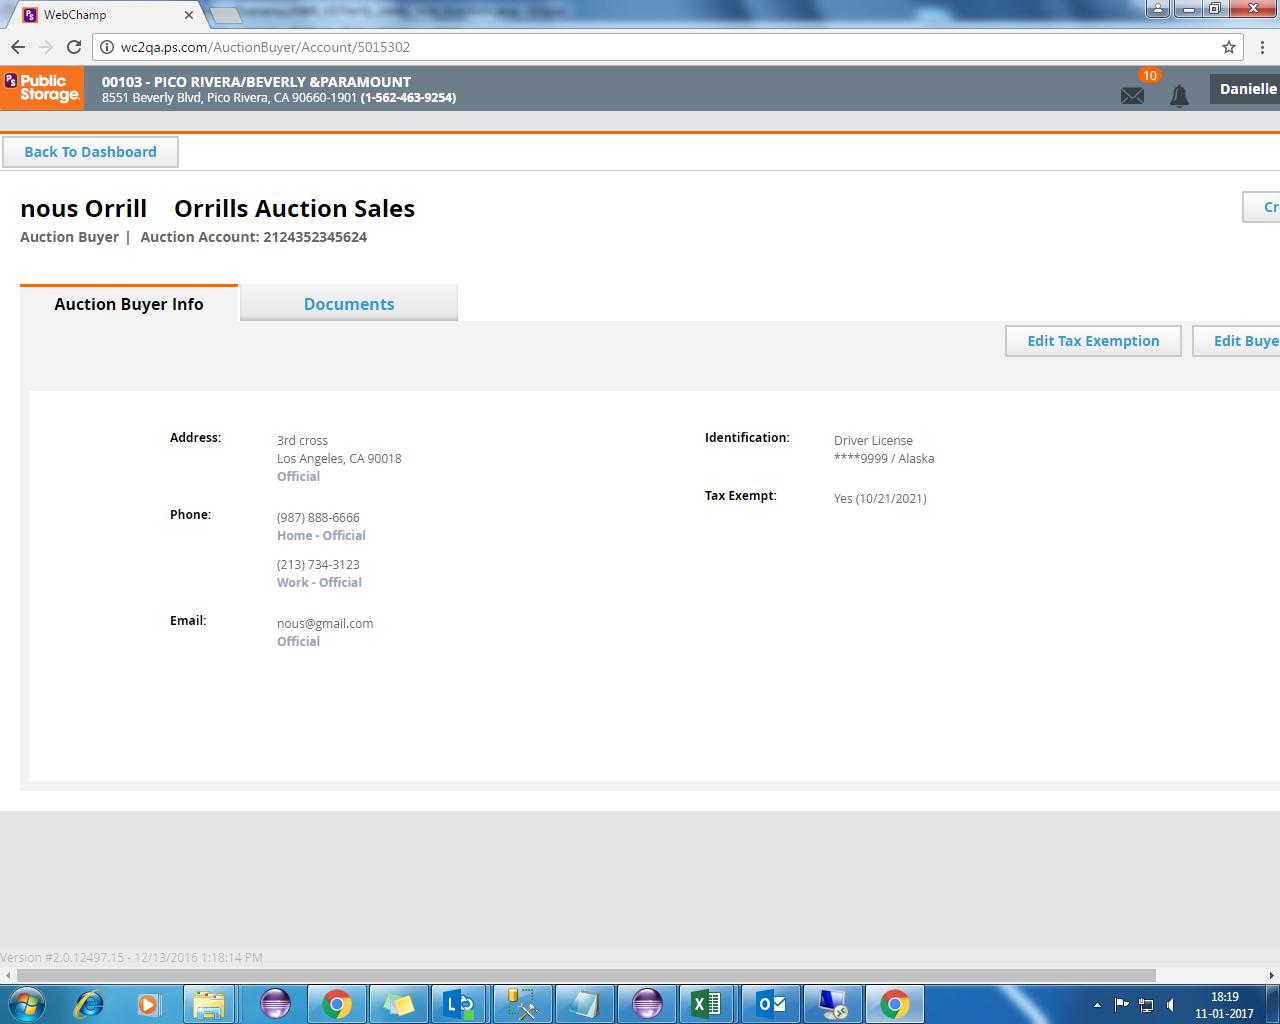 WebChamp
wc2qa.ps.com/AuctionBuyer/Account/5015302
PS Public Storage.
00103 - PICO RIVERA/BEVERLY &PARAMOUNT
8551 Beverly Blvd, Pico Rivera, CA 90660-1901 (1-562-463-9254)
10
Danielle
Back To Dashboard
nous Orrill Orrills Auction Sales
Cr
Auction Buyer | Auction Account: 2124352345624
Auction Buyer Info
Documents
Edit Tax Exemption
Edit Buye
Address:
3rd cross
Los Angeles, CA 90018
Official
Phone:
(987) 888-6666
Home - Official
(213) 734-3123
Work - Official
Email:
nous@gmail.com
Official
Identification:
Driver License
****9999 / Alaska
Tax Exempt:
Yes (10/21/2021)
Version #2.0.12497.15 - 12/13/2016 1:18:14 PM
18:19
11-01-2017